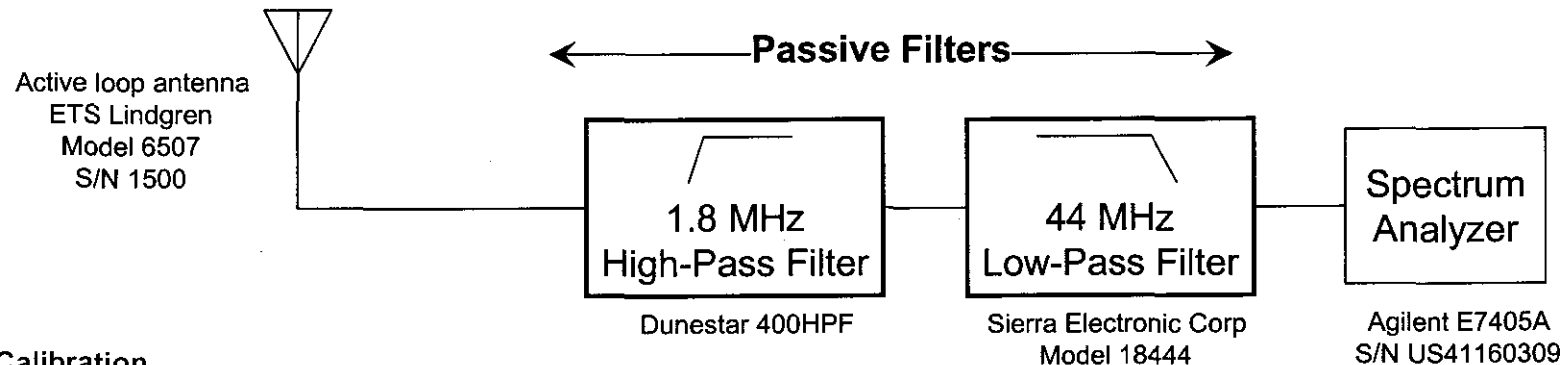 Passive Filters
Active loop antenna
ETS Lindgren
Model 6507
S/N 1500
1.8 MHz
High-Pass Filter
Dunestar 400HPF
44 MHz
Low-Pass Filter
Sierra Electronic Corp
Model 18444
Spectrum
Analyzer
Agilent E7405A
S/N US41160309
Calibration